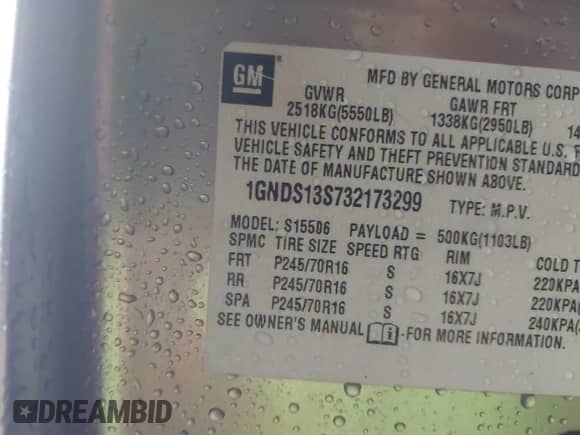 GM
MFD BY GENERAL MOTORS CORP
GVWR GAWR FRT
2518KG(5550LB) 1338KG(2950LB) 14
THIS VEHICLE CONFORMS TO ALL APPLICABLE U.S.
VEHICLE SAFETY AND THEFT PREVENTION STANDARD
THE DATE OF MANUFACTURE SHOWN ABOVE.
1GNDS13S732173299 TYPE: M.P.V.
MODEL: S15506 PAYLOAD = 500KG(1103LB)
SPMC TIRE SIZE SPEED RTG RIM COLD T
FRT P245/70R16 S 16X7J 220KPA
RR P245/70R16 S 16X7J 220KPA(
SPA P245/70R16 S 16X7J 240KPA(
SEE OWNER'S MANUAL -FOR MORE INFORMATION.
DREAMBID